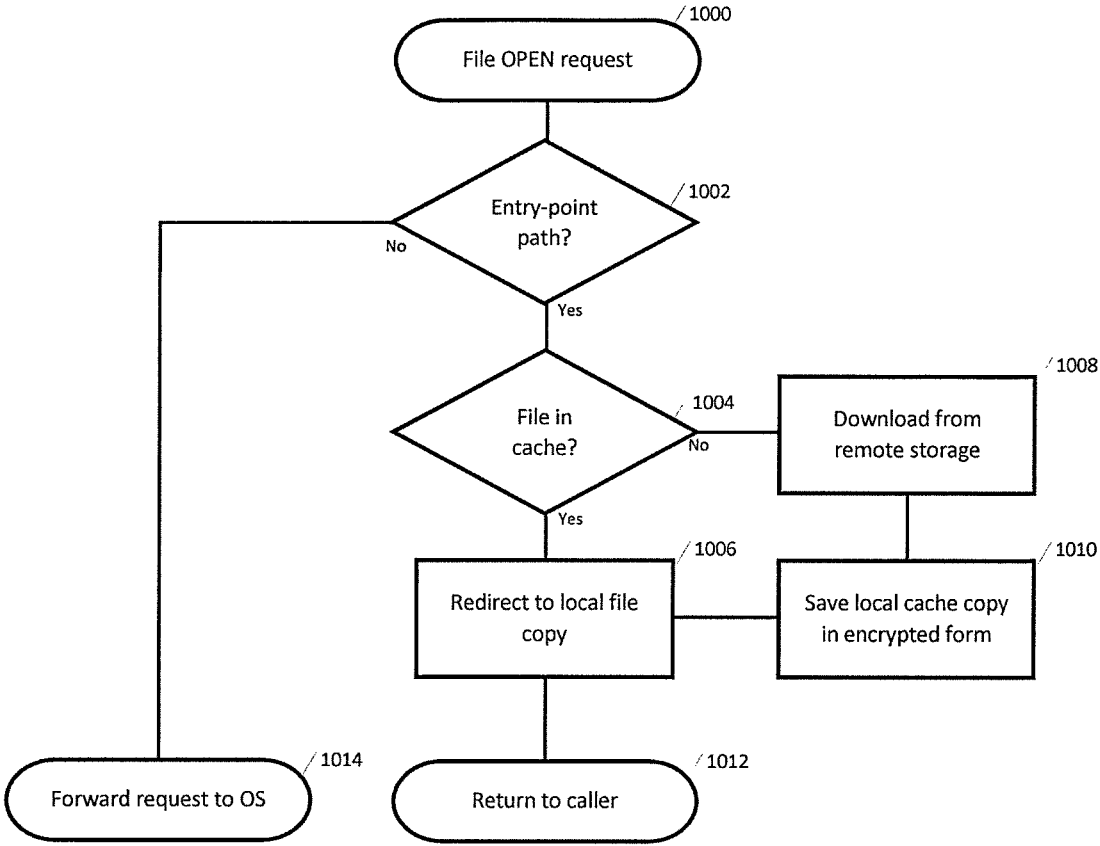 1000
File OPEN request
1002
Entry-point
path?
No
Yes
1004
File in
cache?
No
Yes
1008
Download from
remote storage
1006
Redirect to local file
copy
1010
Save local cache copy
in encrypted form
1014
Forward request to OS
1012
Return to caller